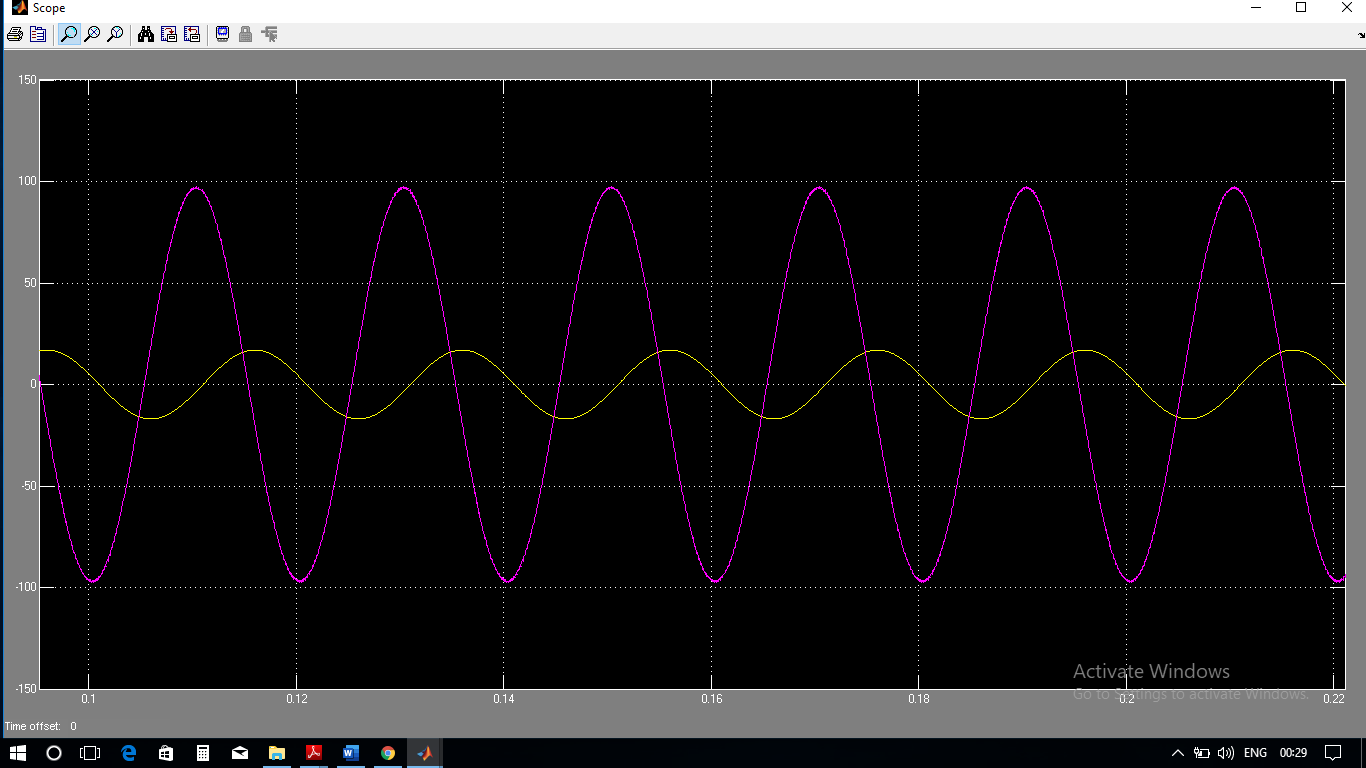 Scope
150
100
50
0
-50
-100
-150
0.1 0.12 0.14 0.16 0.18 0.2 0.22
Time offset: 0
Activate Windows
Go to Settings to activate Windows.
ENG 00:29